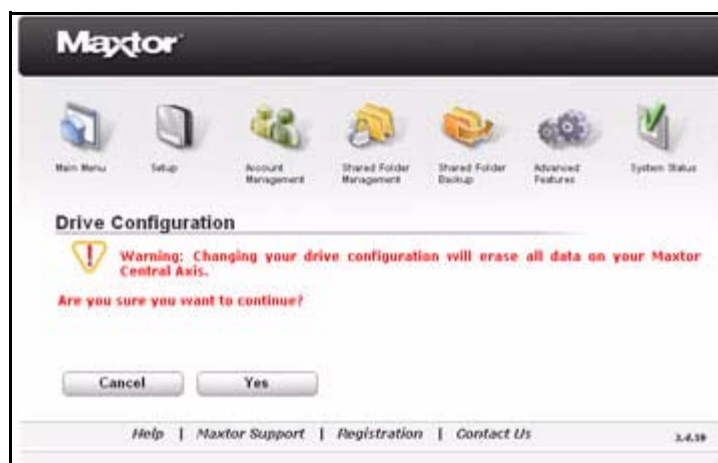 Maxtor
Main Menu
Setup
Account Management
Shared Folder Management
Shared Folder Backup
Advanced Features
System Status
Drive Configuration
Warning: Changing your drive configuration will erase all data on your Maxtor
Central Axis.
Are you sure you want to continue?
Cancel
Yes
Help | Maxtor Support | Registration | Contact Us